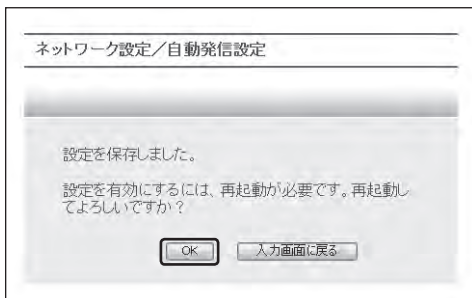 ネットワーク設定／自動発信設定
設定を保存しました。
設定を有効にするには、再起動が必要です。再起動し
てよろしいですか？
OK 入力画面に戻る